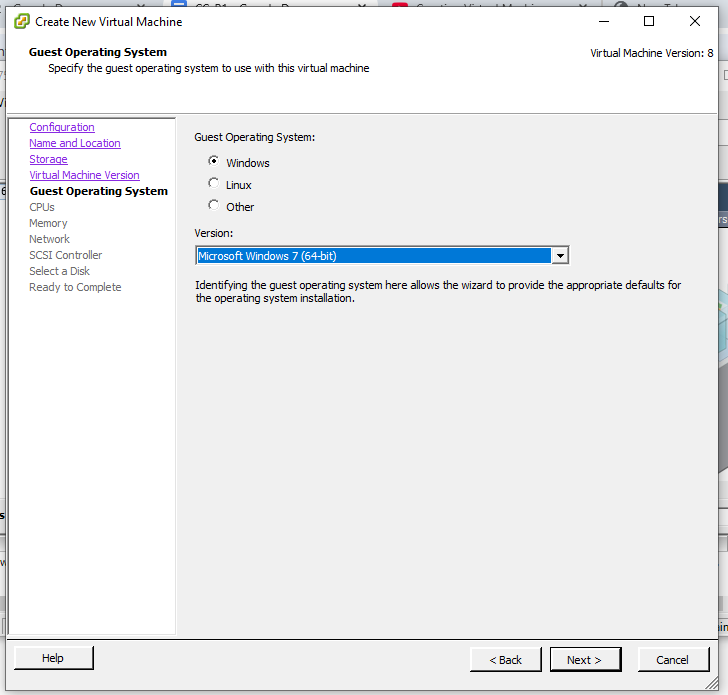 Create New Virtual Machine
Guest Operating System
Specify the guest operating system to use with this virtual machine
Virtual Machine Version: 8
Configuration
Name and Location
Storage
Virtual Machine Version
Guest Operating System
CPUs
Memory
Network
SCSI Controller
Select a Disk
Ready to Complete
Guest Operating System:
Windows
Linux
Other
Version:
Microsoft Windows 7 (64-bit)
Identifying the guest operating system here allows the wizard to provide the appropriate defaults for
the operating system installation.
Help
< Back
Next >
Cancel